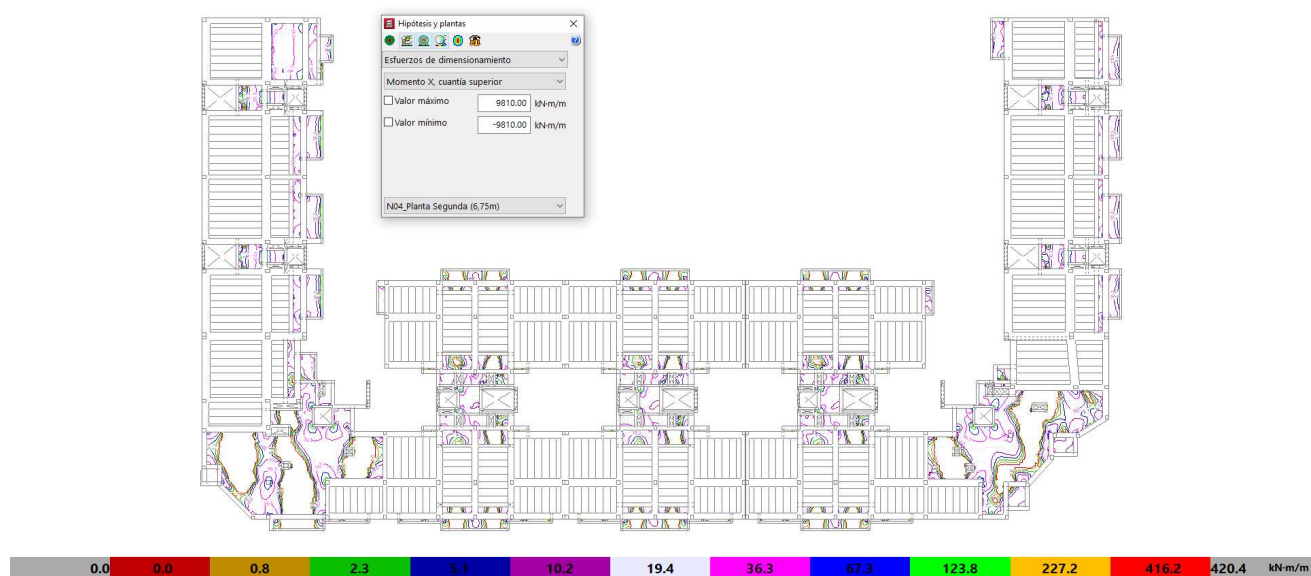 Hipótesis y plantas
Esfuerzos de dimensionamiento
Momento X, cuantía superior
Valor máximo 9810.00 kN·m/m
Valor mínimo -9810.00 kN·m/m
N04_Planta Segunda (6,75m)
0.0 0.0 0.8 2.3 5.1 10.2 19.4 36.3 67.3 123.8 227.2 416.2 420.4 kN·m/m